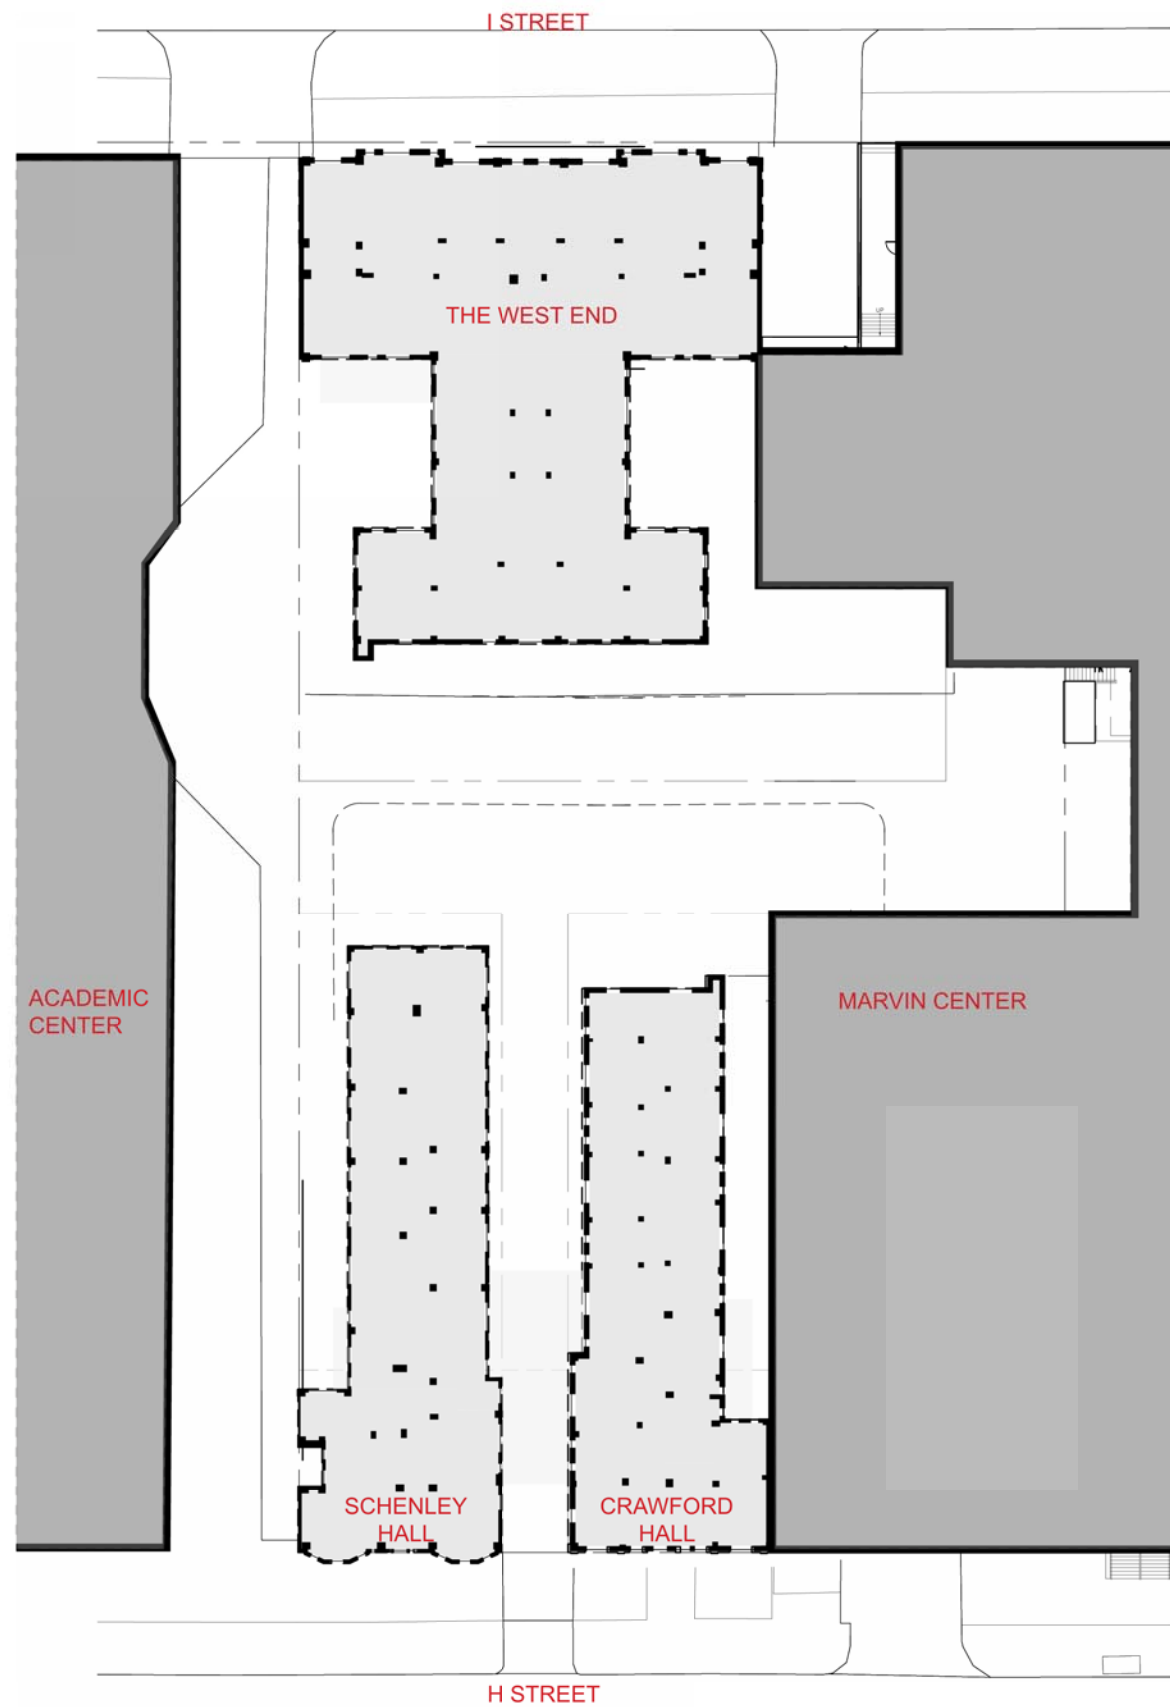 I STREET
THE WEST END
ACADEMIC
CENTER
MARVIN CENTER
SCHENLEY
HALL
CRAWFORD
HALL
H STREET